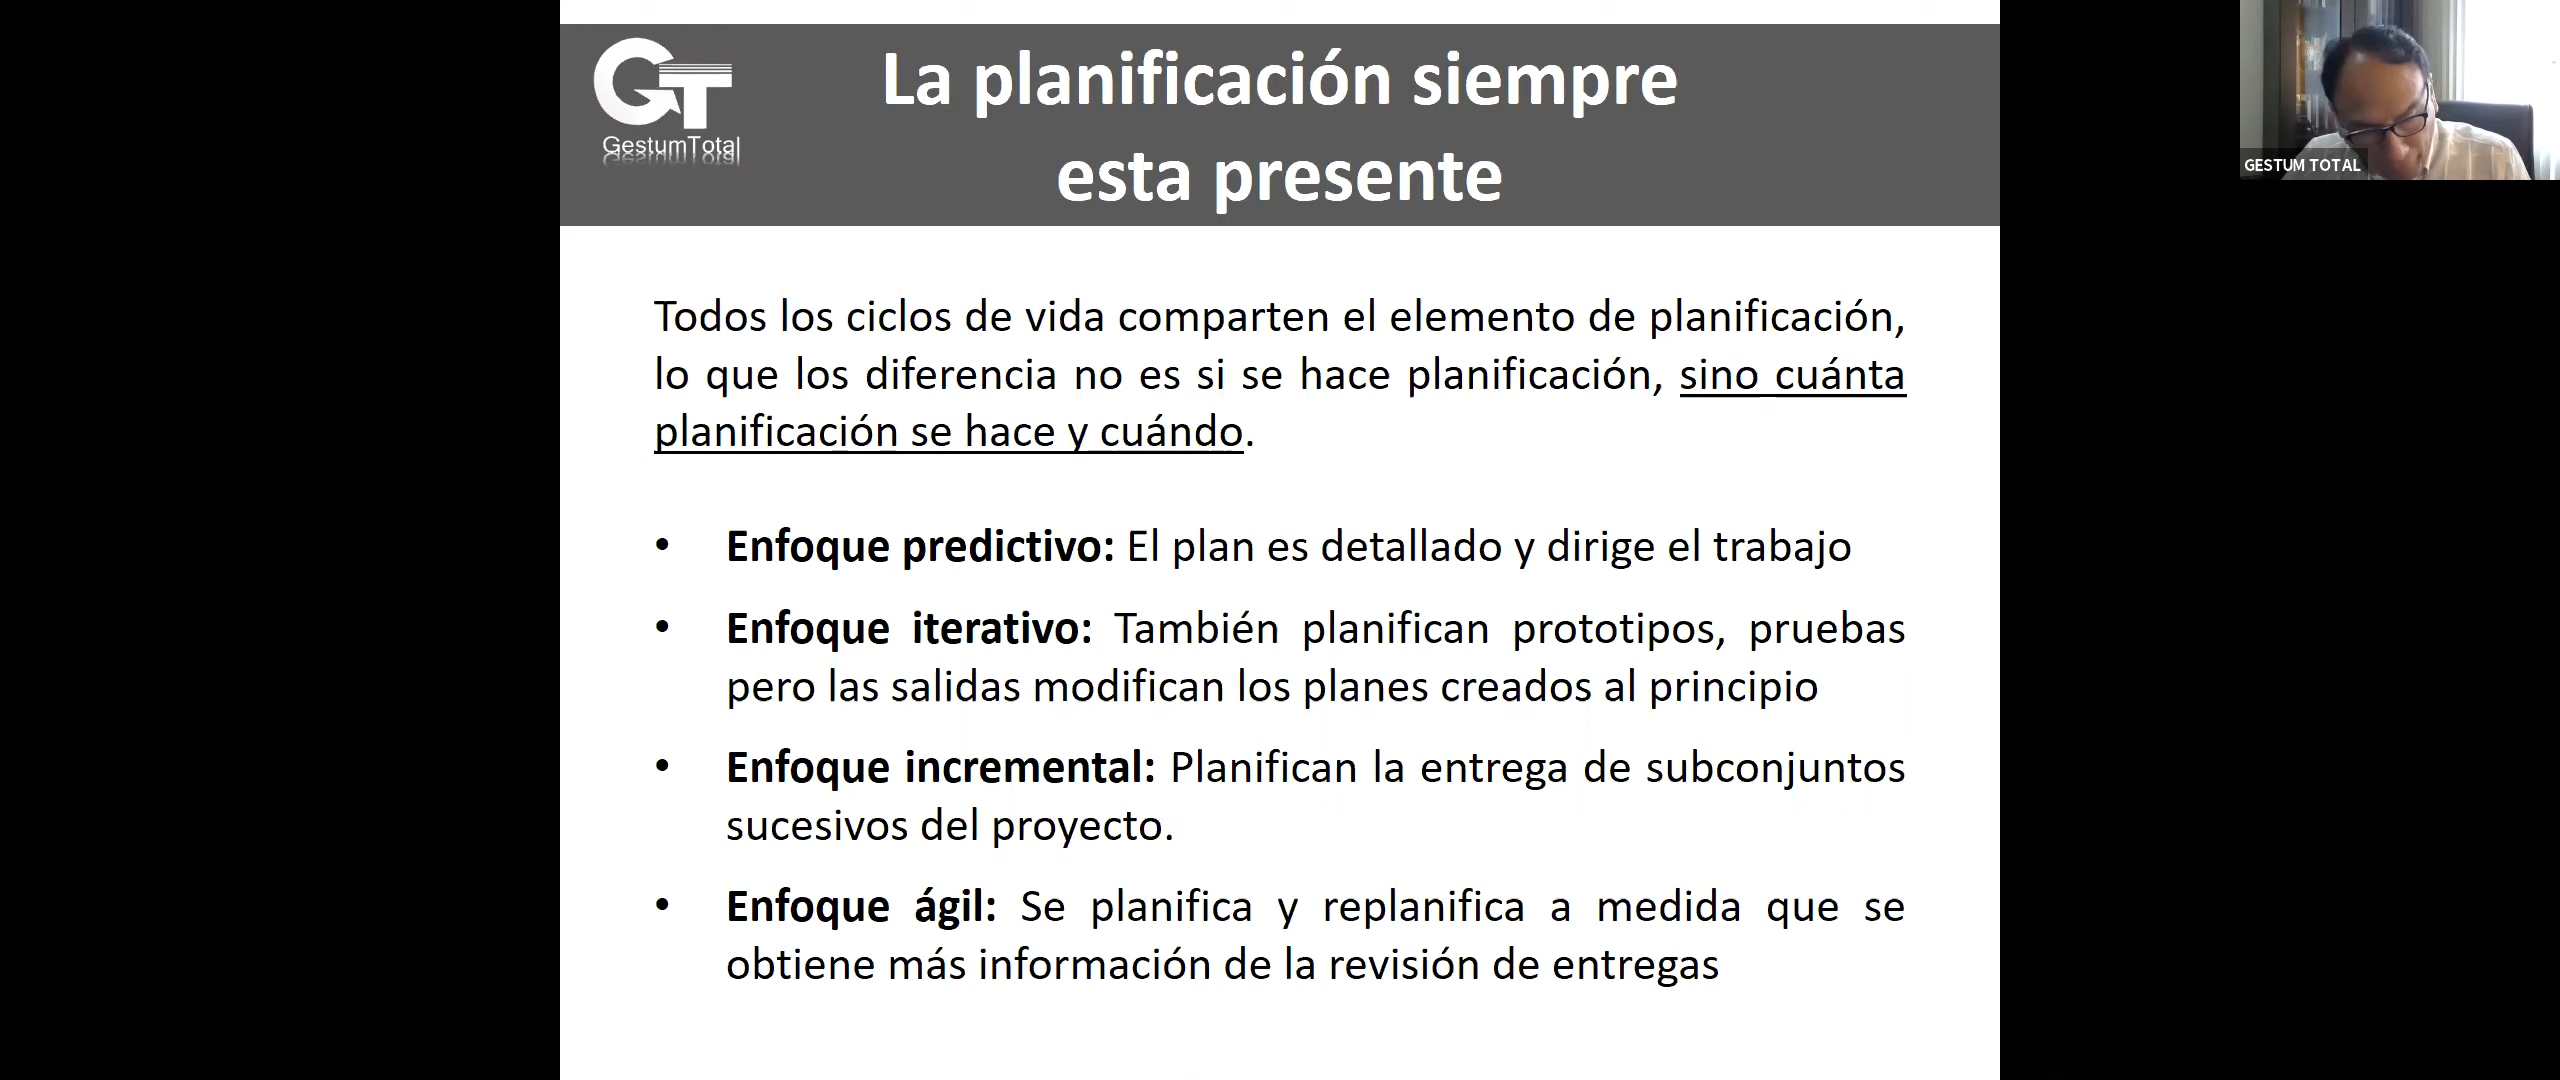 GestumTotal
La planificación siempre
esta presente
GESTUM TOTAL
Todos los ciclos de vida comparten el elemento de planificación,
lo que los diferencia no es si se hace planificación, sino cuánta
planificación se hace y cuándo.
• Enfoque predictivo: El plan es detallado y dirige el trabajo
• Enfoque iterativo: También planifican prototipos, pruebas
pero las salidas modifican los planes creados al principio
• Enfoque incremental: Planifican la entrega de subconjuntos
sucesivos del proyecto.
• Enfoque ágil: Se planifica y replanifica a medida que se
obtiene más información de la revisión de entregas